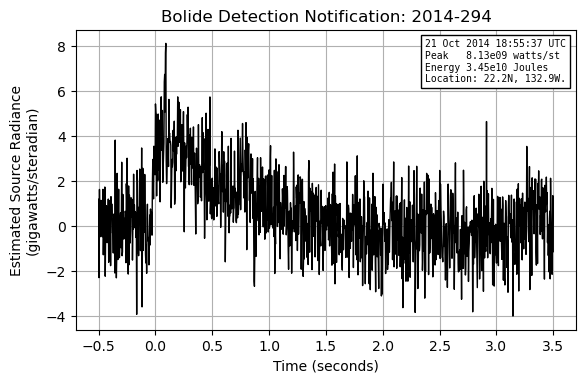 Bolide Detection Notification: 2014-294
21 Oct 2014 18:55:37 UTC
Peak   8.13e09 watts/st
Energy 3.45e10 Joules
Location: 22.2N, 132.9W.
Estimated Source Radiance
(gigawatts/steradian)
8
6
4
2
0
−2
−4
−0.5 0.0 0.5 1.0 1.5 2.0 2.5 3.0 3.5
Time (seconds)